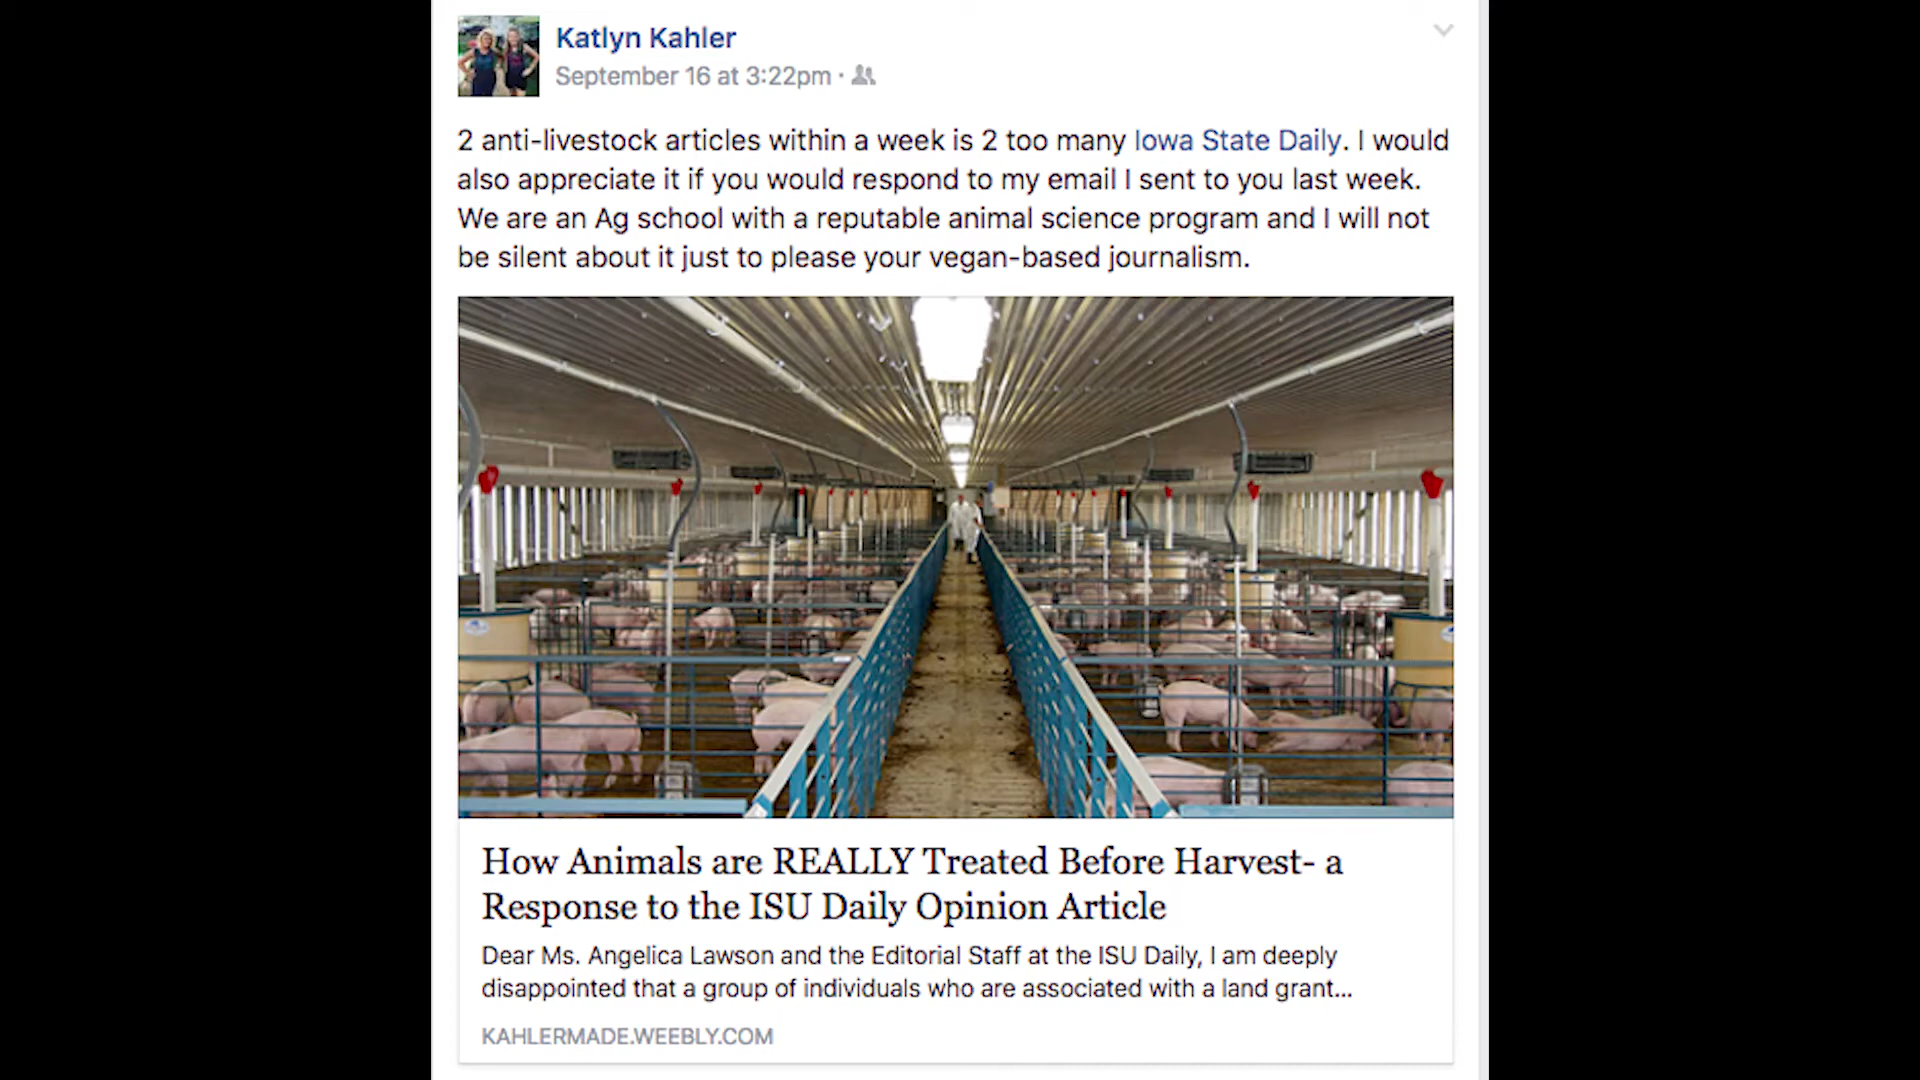 Katlyn Kahler
September 16 at 3:22pm ·
2 anti-livestock articles within a week is 2 too many Iowa State Daily. I would
also appreciate it if you would respond to my email I sent to you last week.
We are an Ag school with a reputable animal science program and I will not
be silent about it just to please your vegan-based journalism.
How Animals are REALLY Treated Before Harvest- a
Response to the ISU Daily Opinion Article
Dear Ms. Angelica Lawson and the Editorial Staff at the ISU Daily, I am deeply
disappointed that a group of individuals who are associated with a land grant...
KAHLERMADE.WEEBLY.COM